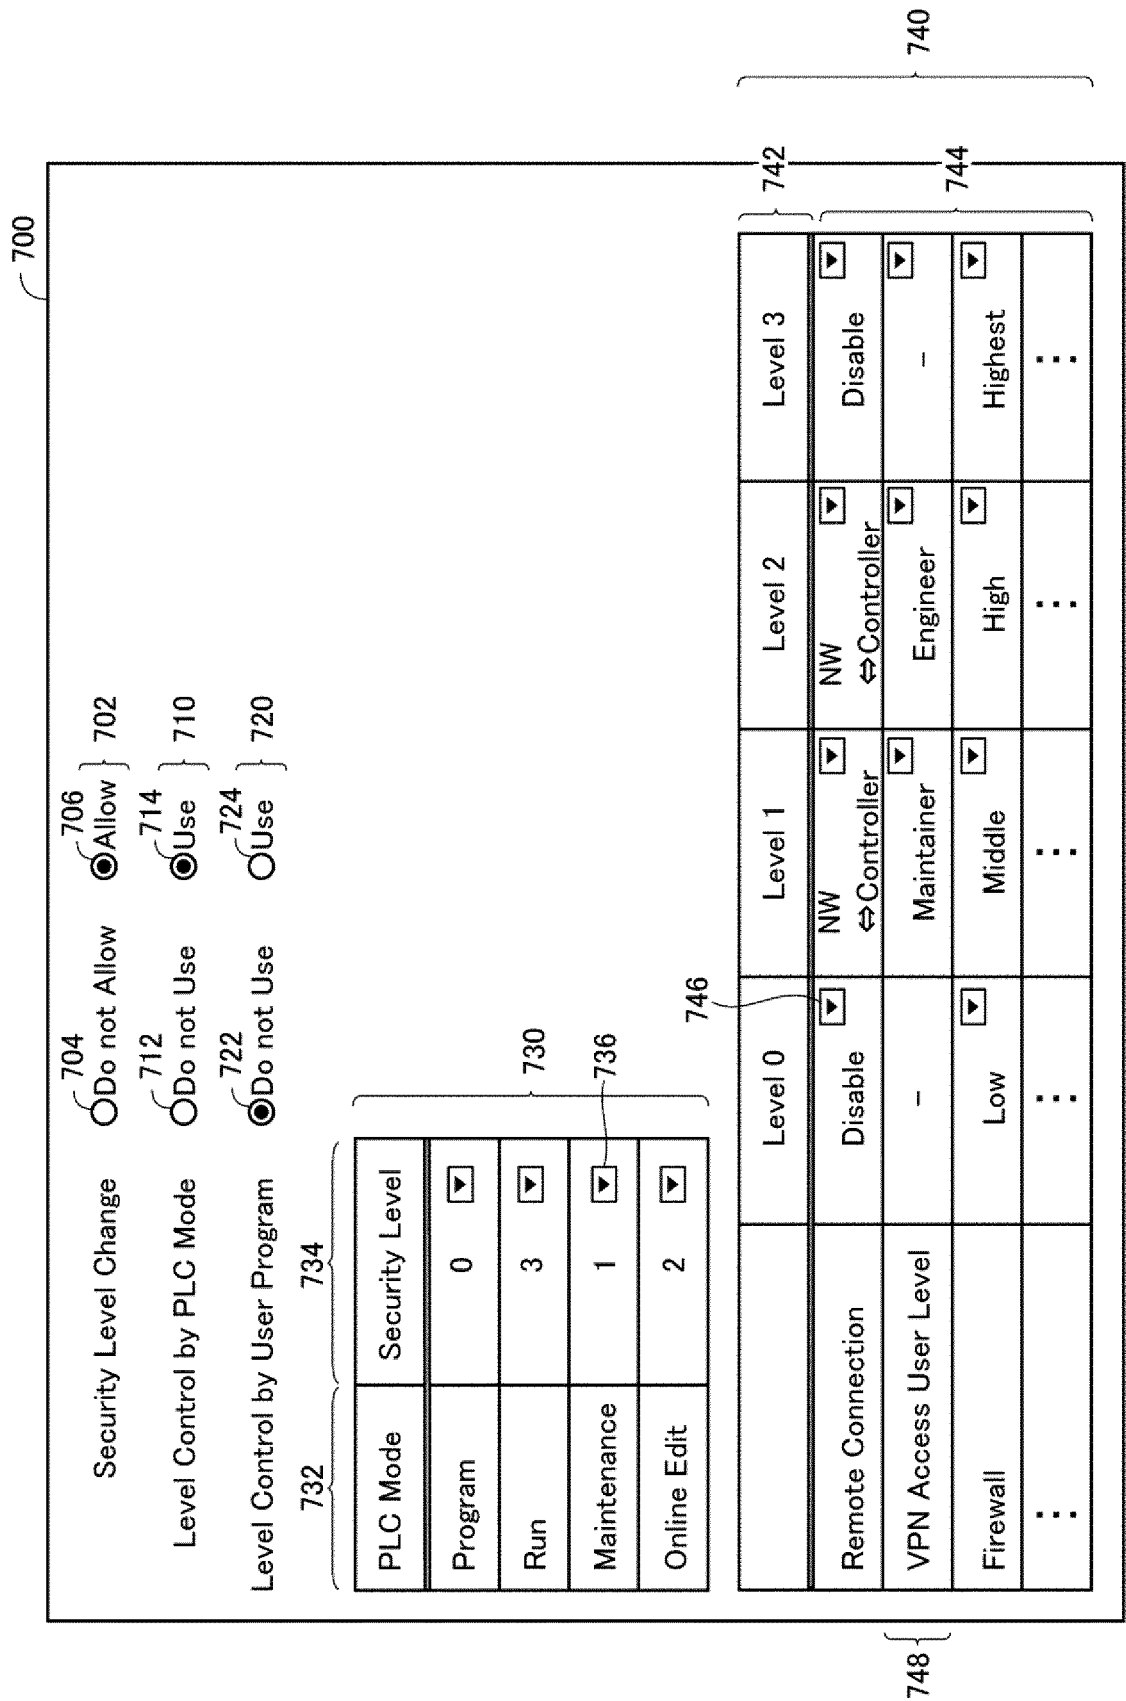 700
Security Level Change 704 ○Do not Allow 706 ◉Allow 702
Level Control by PLC Mode 712 ○Do not Use 714 ◉Use 710
Level Control by User Program 722 ◉Do not Use 724 ○Use 720
732 734
PLC Mode Security Level
Program 0 ▼
Run 3 ▼
Maintenance 1 ▼
Online Edit 2 ▼
730
736
746
Level 0 Level 1 Level 2 Level 3
Remote Connection Disable ▼ NW ⇔Controller ▼ NW ⇔Controller ▼ Disable ▼
VPN Access User Level – Maintainer ▼ Engineer ▼ – ▼
Firewall Low ▼ Middle ▼ High ▼ Highest ▼
⋮ ⋮ ⋮ ⋮ ⋮
742
744
740
748